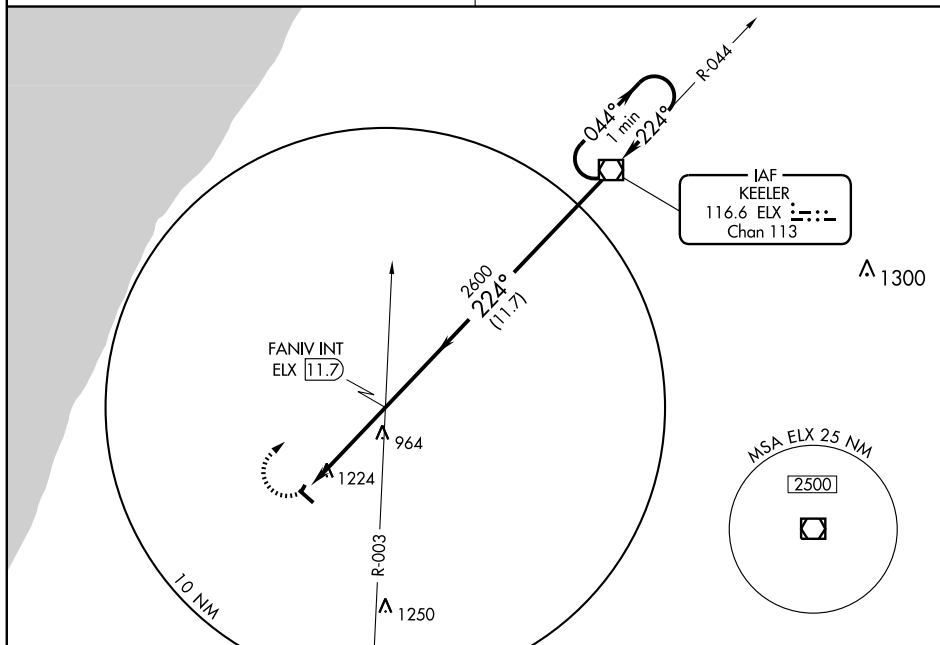 R-044
044°
1 min
224°
IAF
KEELER
116.6 ELX
Chan 113
1300
2600
224°
(11.7)
FANIV INT
ELX 11.7
964
1224
MSA ELX 25 NM
2500
R-003
10 NM
1250